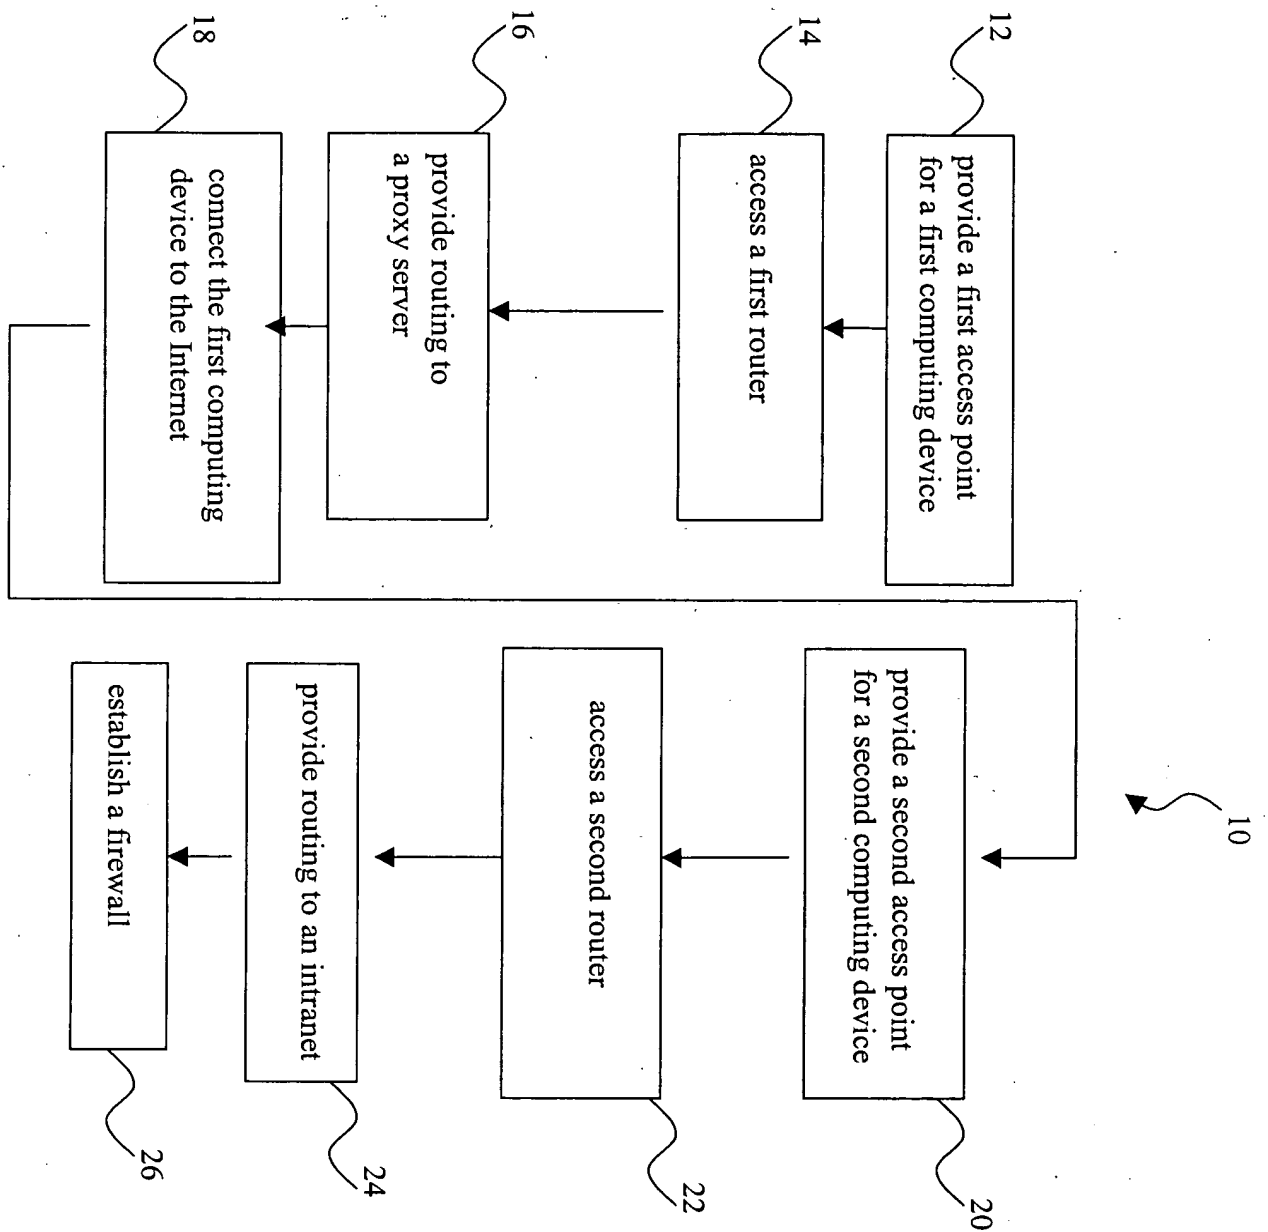 10
12
provide a first access point
for a first computing device
14
access a first router
16
provide routing to
a proxy server
18
connect the first computing
device to the Internet
provide a second access point
for a second computing device
20
access a second router
22
provide routing to an intranet
24
establish a firewall
26